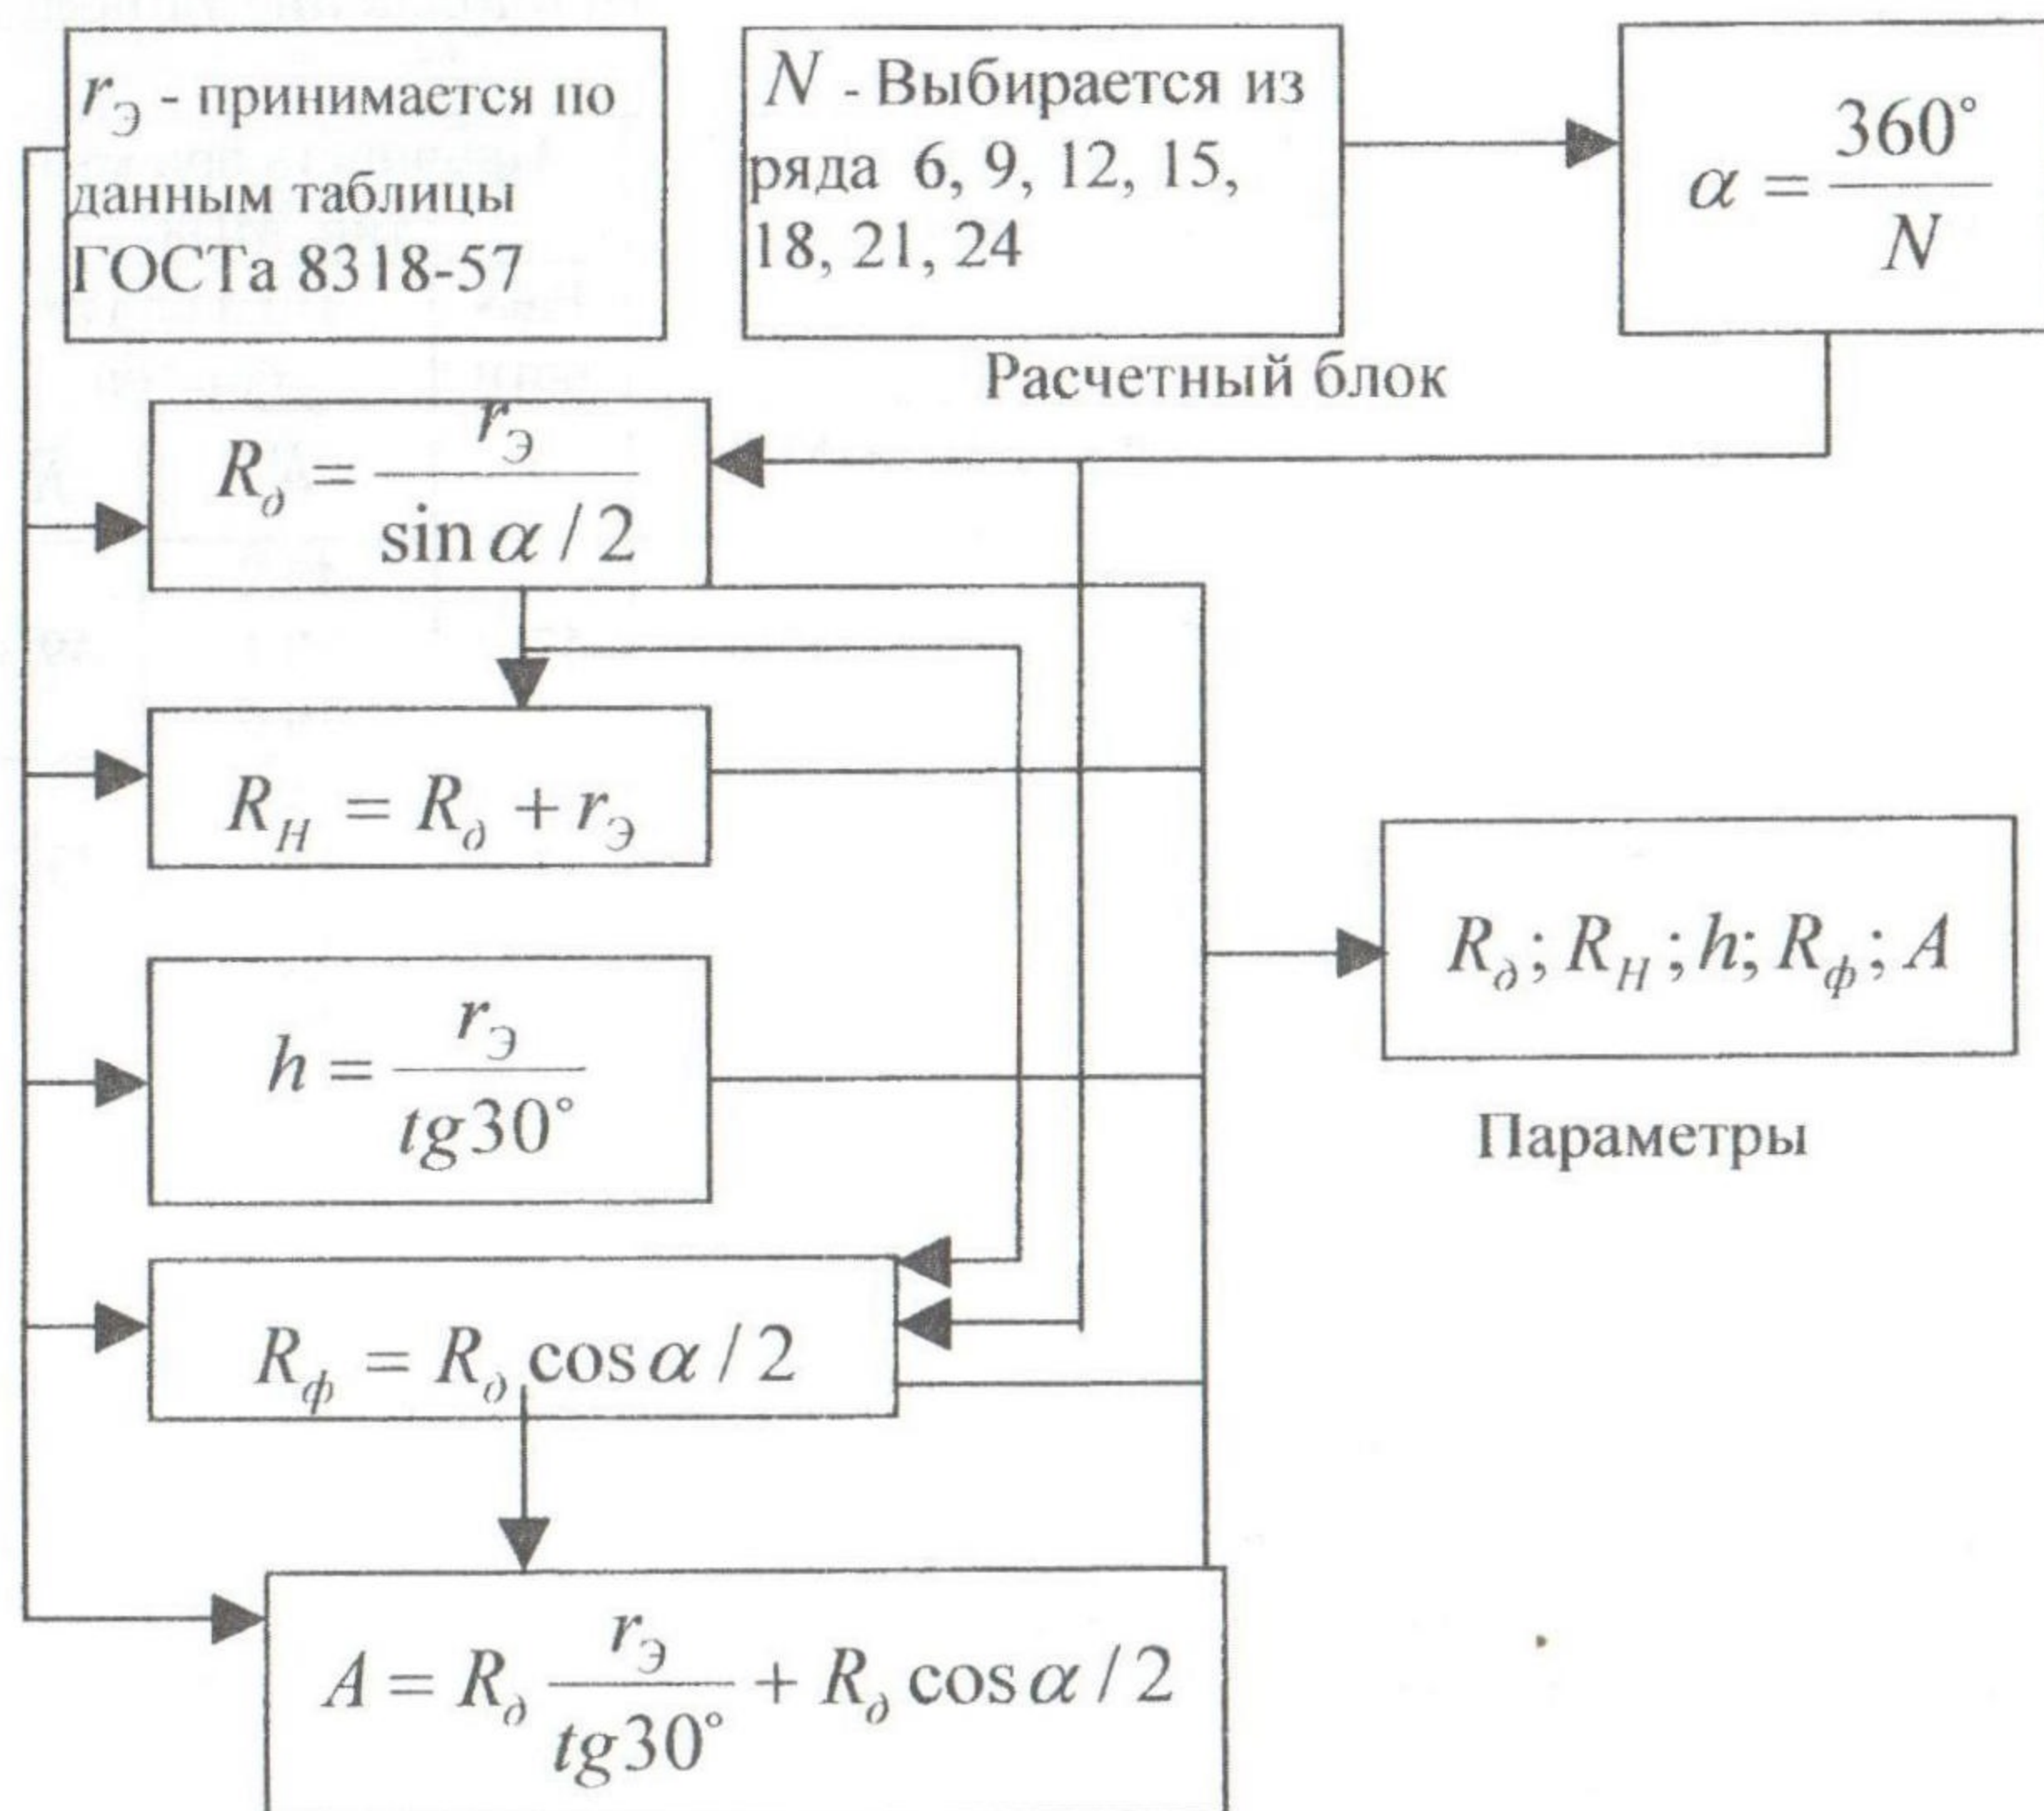 r_Э - принимается по
данным таблицы
ГОСТа 8318-57
N - Выбирается из
ряда 6, 9, 12, 15,
18, 21, 24
α = 360° / N
Расчетный блок
R_д = r_Э / sin α / 2
R_Н = R_д + r_Э
h = r_Э / tg30°
R_ф = R_д cos α / 2
A = R_д r_Э / tg30° + R_д cos α / 2
R_д; R_Н; h; R_ф; A
Параметры